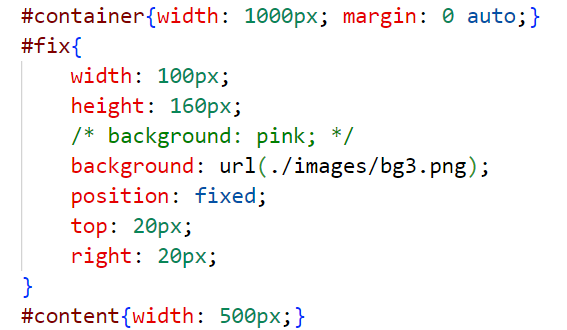 #container{width: 1000px; margin: 0 auto;}
#fix{
    width: 100px;
    height: 160px;
    /* background: pink; */
    background: url(./images/bg3.png);
    position: fixed;
    top: 20px;
    right: 20px;
}
#content{width: 500px;}